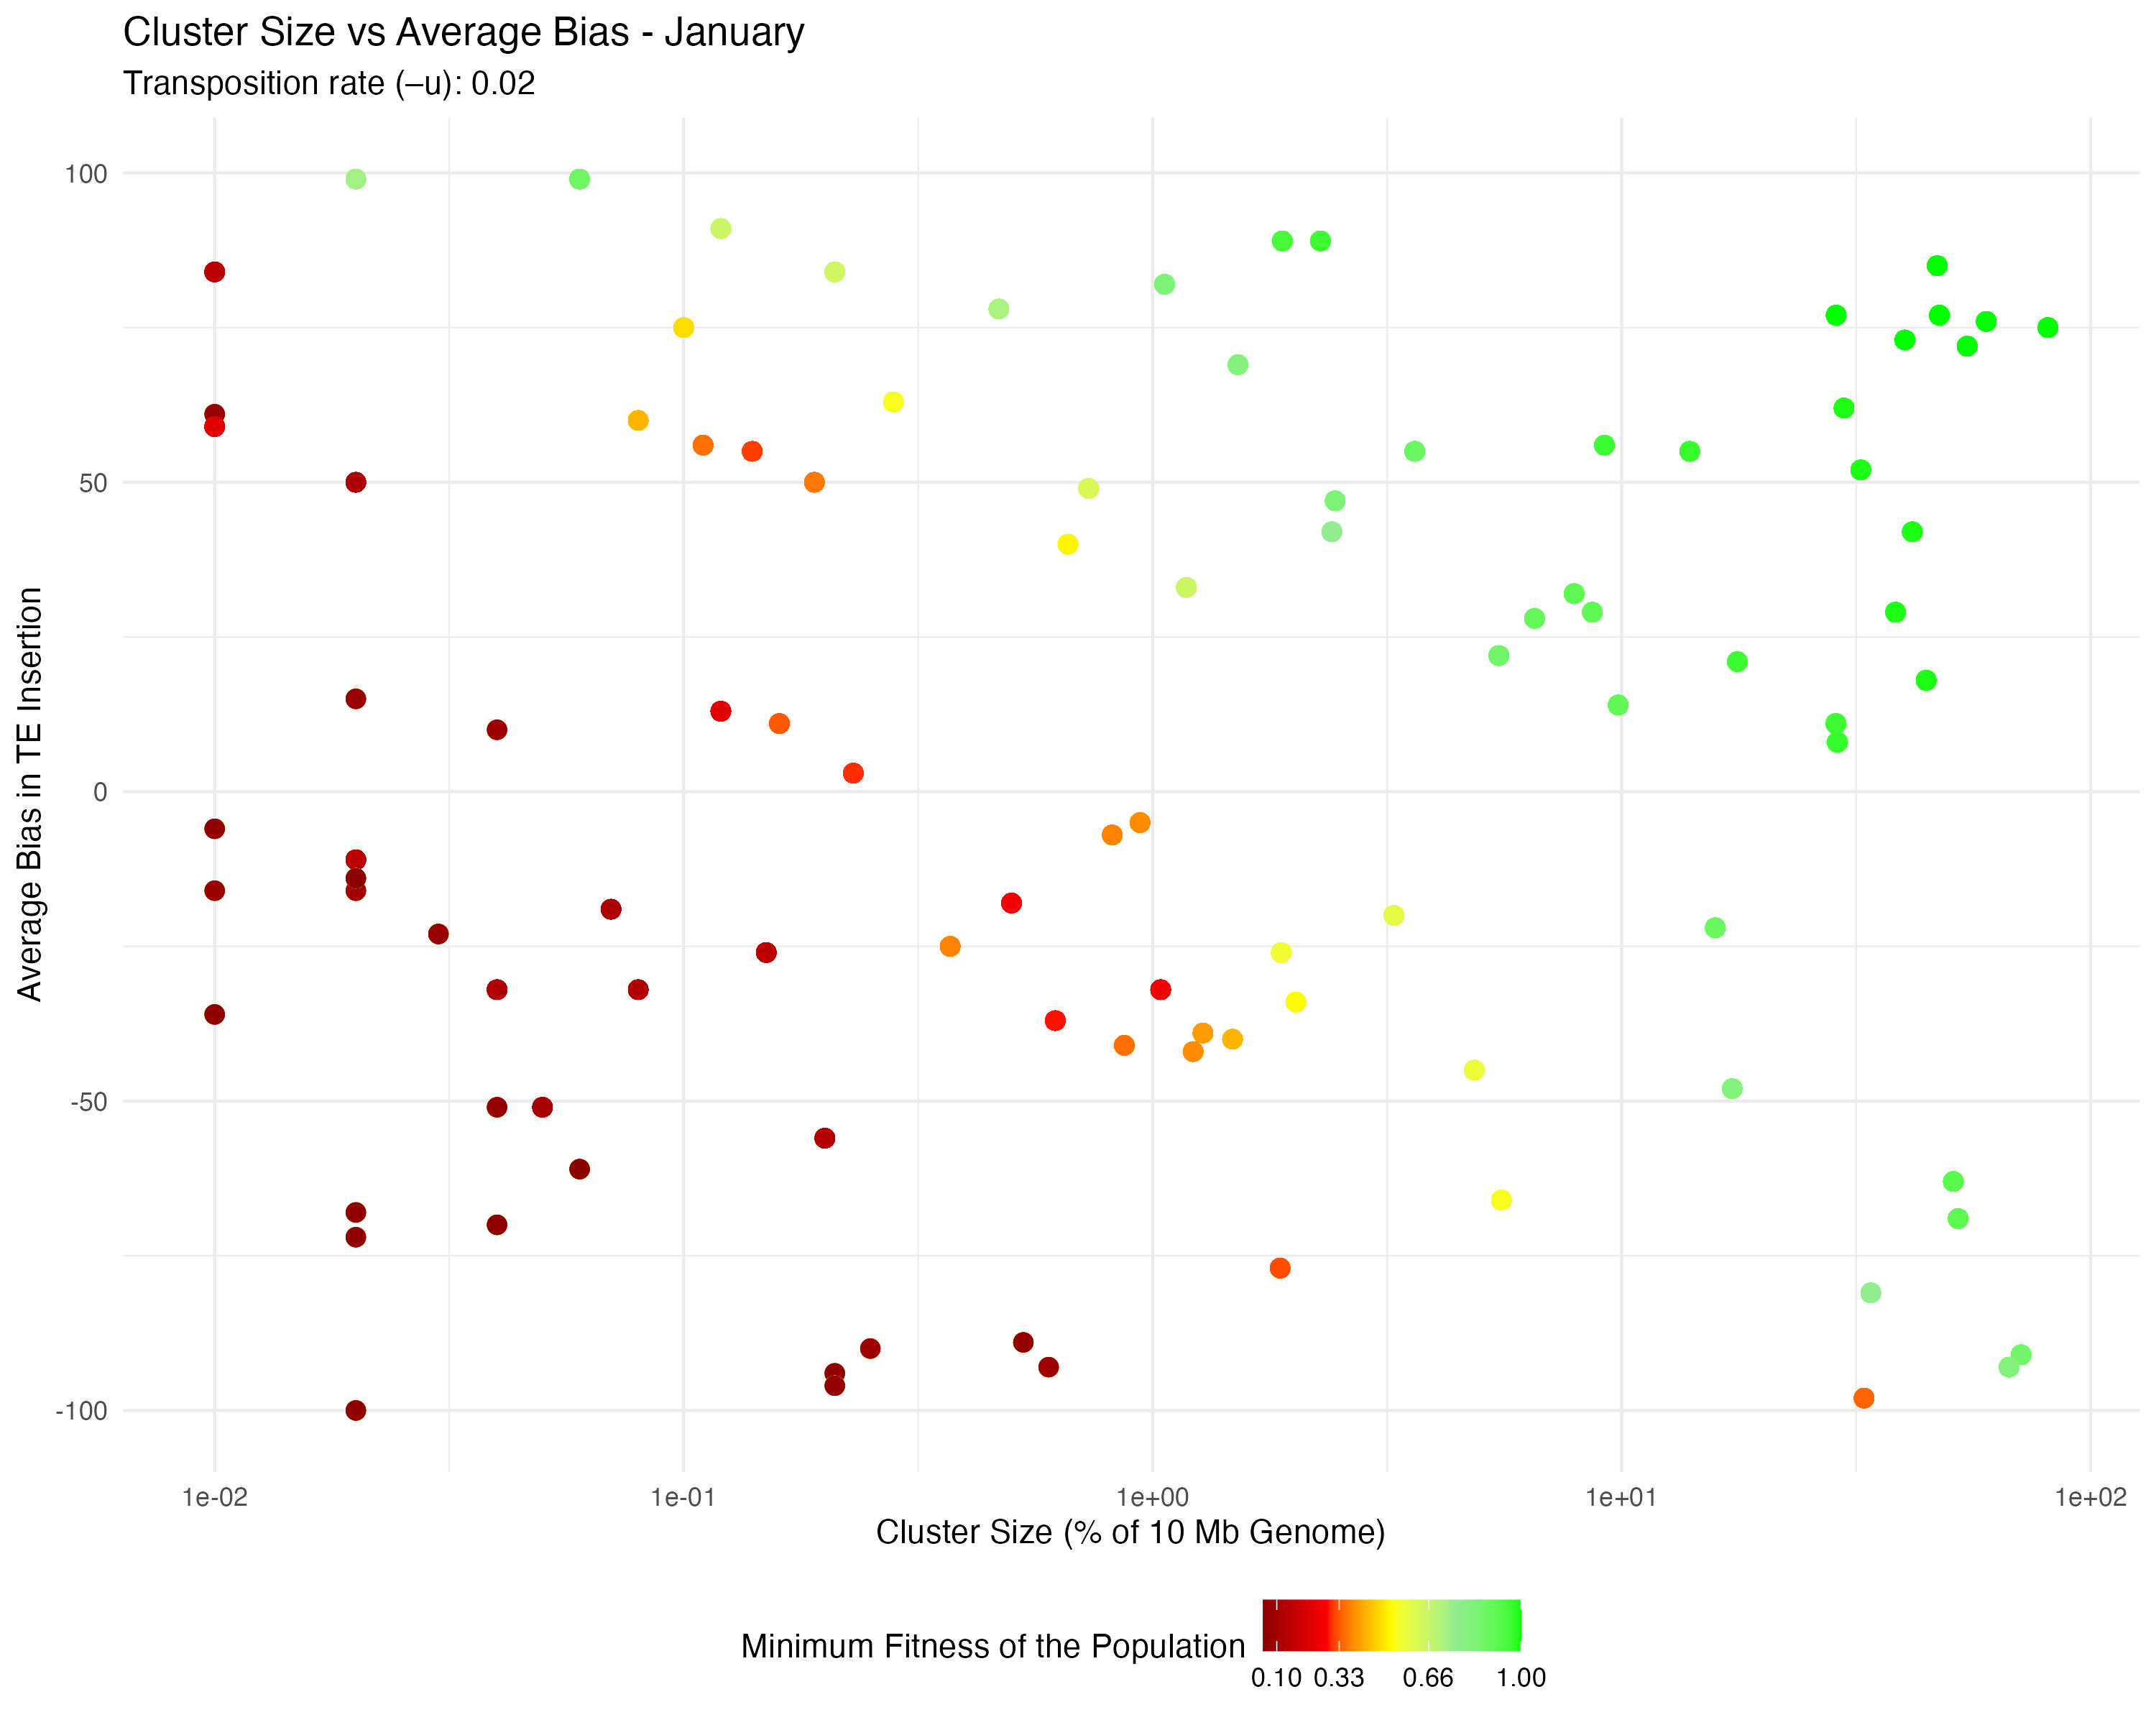 Cluster Size vs Average Bias - January
Transposition rate (−u): 0.02
Average Bias in TE Insertion
100
50
0
-50
-100
1e-02 1e-01 1e+00 1e+01 1e+02
Cluster Size (% of 10 Mb Genome)
Minimum Fitness of the Population
0.10 0.33 0.66 1.00